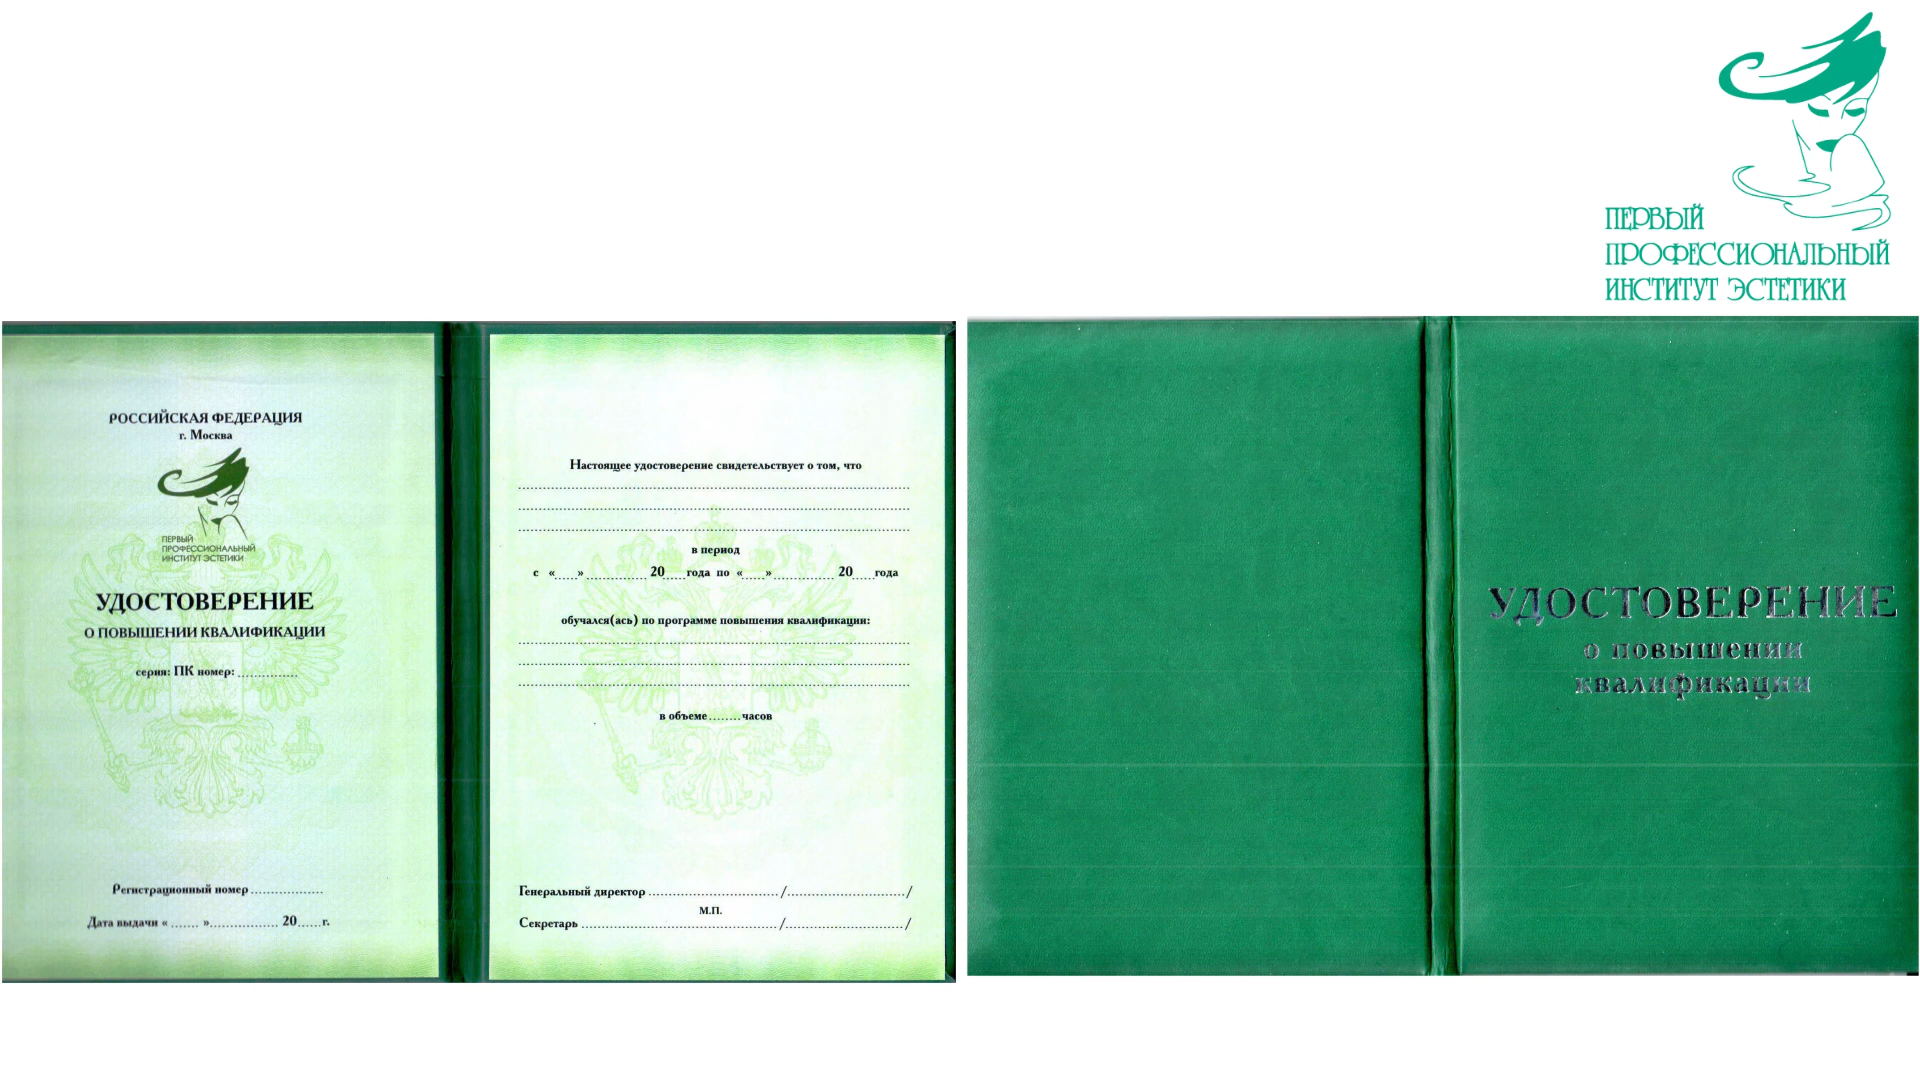 ПЕРВЫЙ
ПРОФЕССИОНАЛЬНЫЙ
ИНСТИТУТ ЭСТЕТИКИ
РОССИЙСКАЯ ФЕДЕРАЦИЯ
г. Москва
ПЕРВЫЙ
ПРОФЕССИОНАЛЬНЫЙ
ИНСТИТУТ ЭСТЕТИКИ
УДОСТОВЕРЕНИЕ
О ПОВЫШЕНИИ КВАЛИФИКАЦИИ
серия: ПК номер: ...............
Регистрационный номер ..................
Дата выдачи « ....... »................. 20......г.
Настоящее удостоверение свидетельствует о том, что
в период
с «.....» ............. 20.....года по «.....» ............. 20.....года
обучался(ась) по программе повышения квалификации:
в объеме ........ часов
Генеральный директор ............................../.........................../
М.П.
Секретарь ............................................../.........................../
УДОСТОВЕРЕНИЕ
о повышении
квалификации